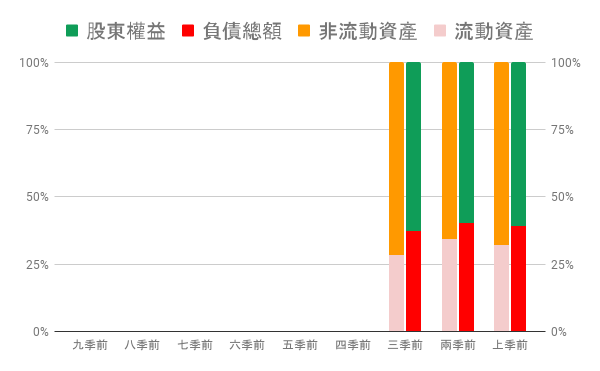 股東權益 負債總額 非流動資產 流動資產
100% 100%
75% 75%
50% 50%
25% 25%
0% 0%
九季前 八季前 七季前 六季前 五季前 四季前 三季前 兩季前 上季前